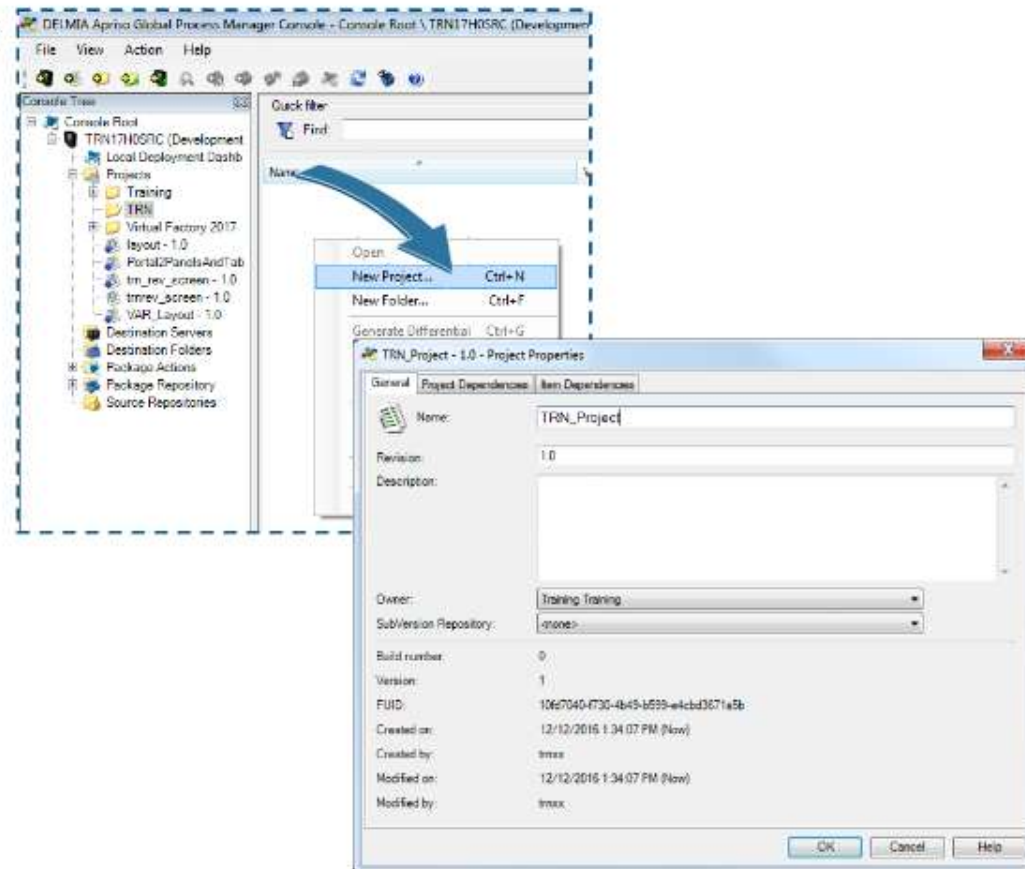 DELMIA Apriso Global Process Manager Console - Console Root \ TRN17H0SRC (Developmen
File View Action Help
Console Tree
Console Root
TRN17H0SRC (Development
Local Deployment Dashb
Projects
Training
TRN
Virtual Factory 2017
layout - 1.0
Portal2PanelsAndTab
trn_rev_screen - 1.0
trnrev_screen - 1.0
VAR_Layout - 1.0
Destination Servers
Destination Folders
Package Actions
Package Repository
Source Repositories
Quick filter
Find:
Name
Open
New Project... Ctrl+N
New Folder... Ctrl+F
Generate Differential Ctrl+G
TRN_Project - 1.0 - Project Properties
General Project Dependencies Item Dependencies
Name: TRN_Project
Revision: 1.0
Description:
Owner: Training Training
SubVersion Repository: <none>
Build number: 0
Version: 1
FUID: 10fd7040-f730-4b49-b599-e4cbd3671a5b
Created on: 12/12/2016 1:34:07 PM (Now)
Created by: trnxx
Modified on: 12/12/2016 1:34:07 PM (Now)
Modified by: trnxx
OK Cancel Help